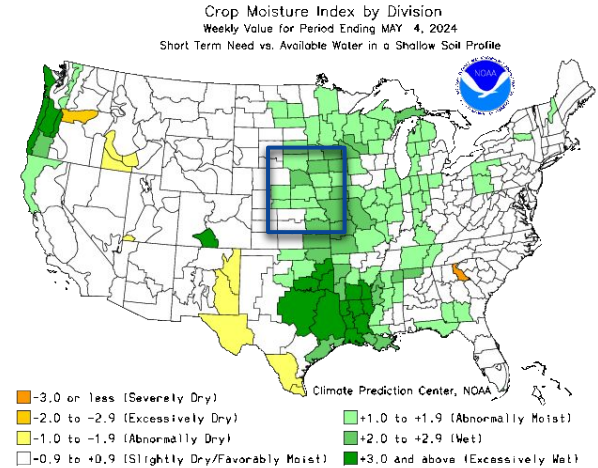 Crop Moisture Index by Division
Weekly Value for Period Ending MAY 4, 2024
Short Term Need vs. Available Water in a Shallow Soil Profile
NOAA
Climate Prediction Center, NOAA
-3.0 or less (Severely Dry)
-2.0 to -2.9 (Excessively Dry)
-1.0 to -1.9 (Abnormally Dry)
-0.9 to +0.9 (Slightly Dry/Favorably Moist)
+1.0 to +1.9 (Abnormally Moist)
+2.0 to +2.9 (Wet)
+3.0 and above (Excessively Wet)